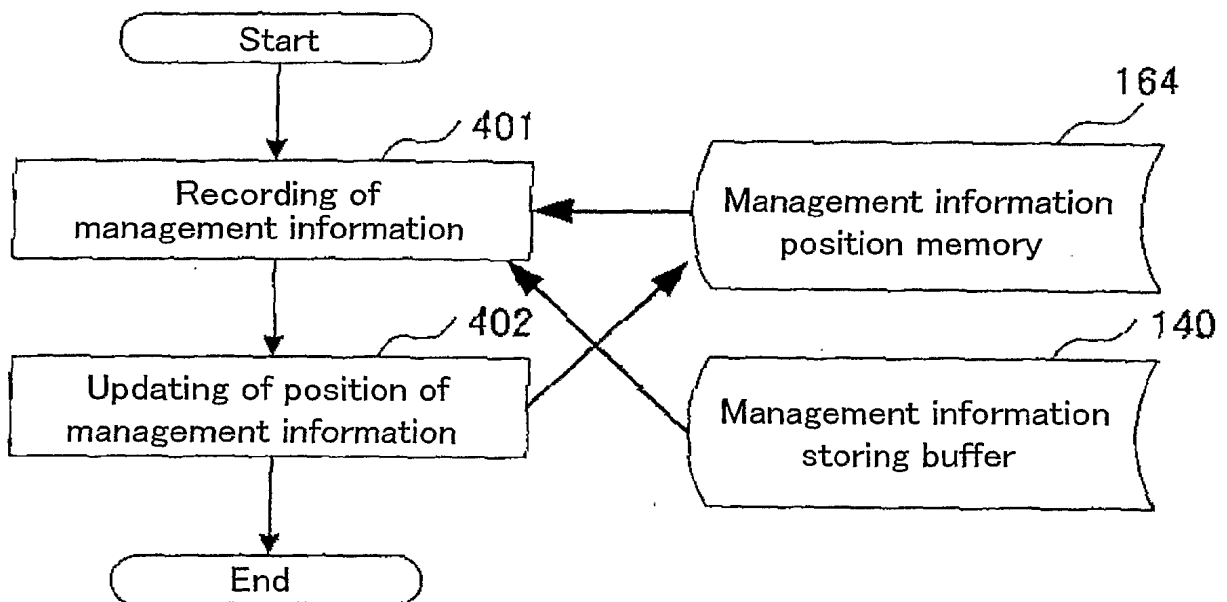 Start
164
401
Recording of
management information
Management information
position memory
402
140
Updating of position of
management information
Management information
storing buffer
End